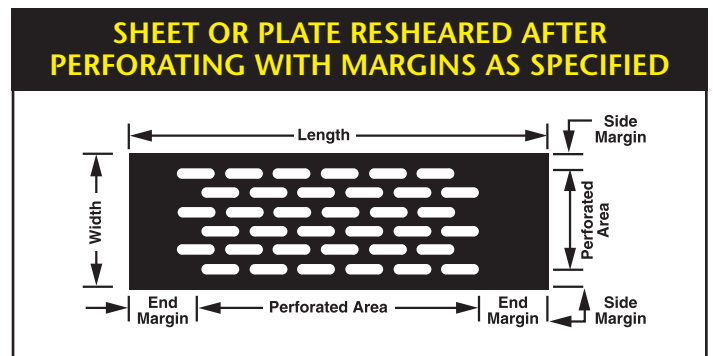 SHEET OR PLATE RESHEARED AFTER
PERFORATING WITH MARGINS AS SPECIFIED
Length
Side
Margin
Width
Perforated
Area
End
Margin
Perforated Area
End
Margin
Side
Margin